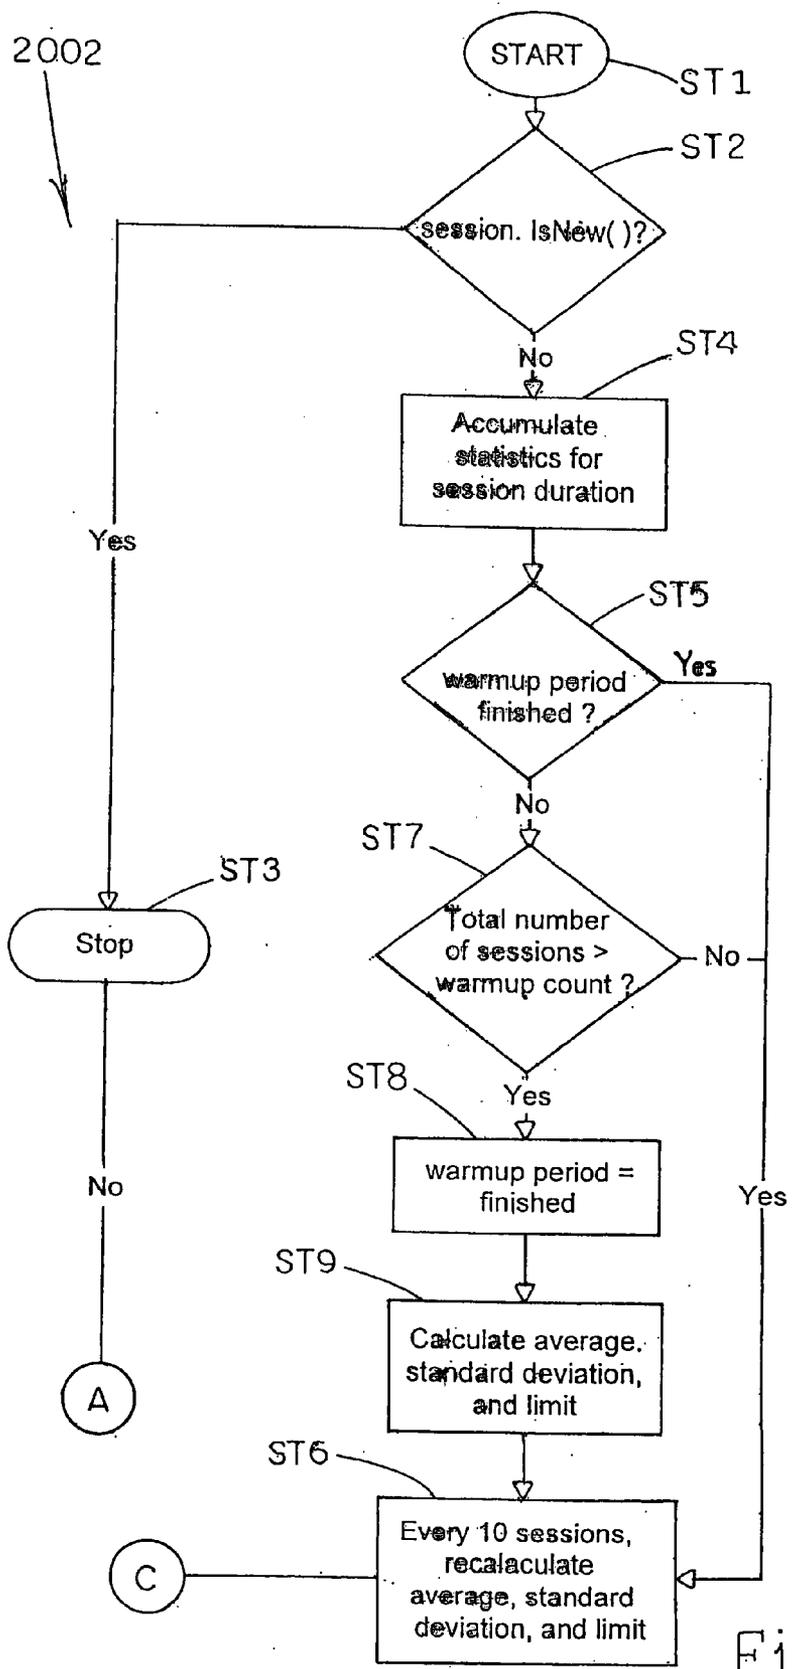 2002
START
ST1
ST2
session. IsNew( )?
No
ST4
Accumulate
statistics for
session duration
Yes
ST5
Yes
warmup period
finished ?
No
ST7
ST3
Stop
Total number
of sessions >
warmup count ?
No
ST8
Yes
warmup period =
finished
No
Yes
ST9
Calculate average.
standard deviation,
and limit
A
ST6
Every 10 sessions,
recalaculate
average, standard
deviation, and limit
C